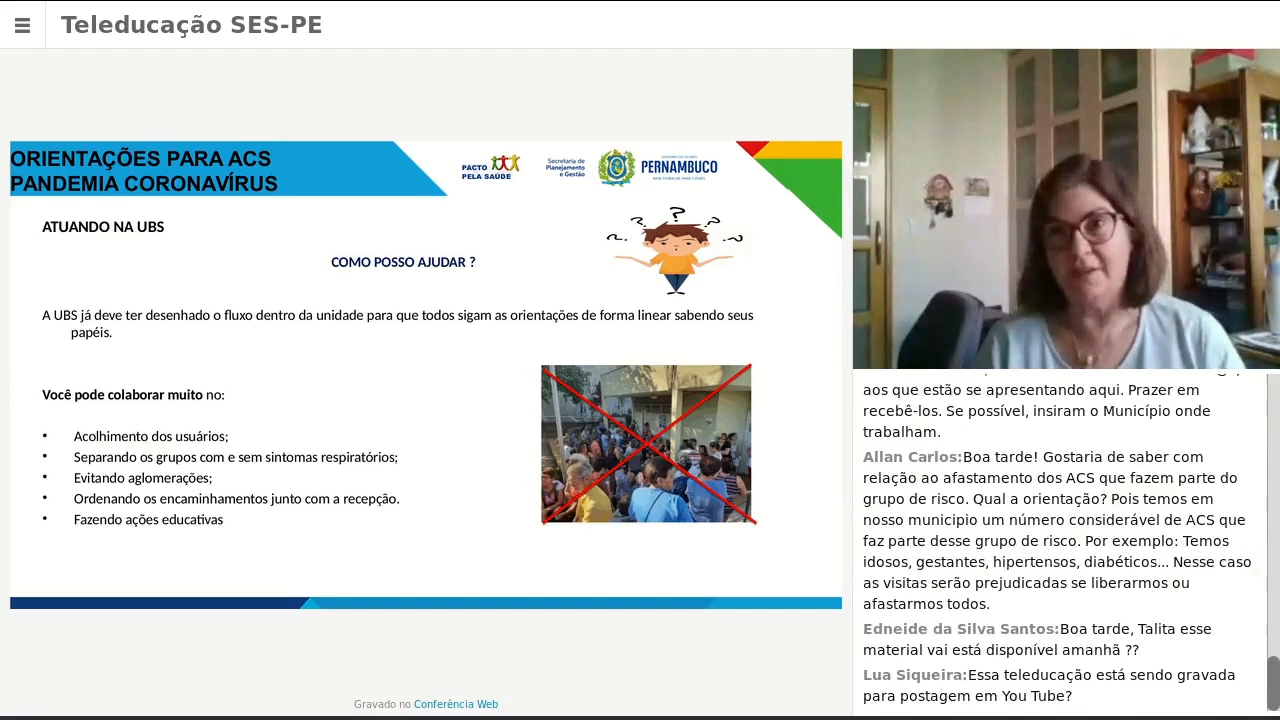 Teleducação SES-PE
ORIENTAÇÕES PARA ACS
PANDEMIA CORONAVÍRUS
PACTO
PELA SAÚDE
Secretaria de
Planejamento
e Gestão
PERNAMBUCO
ATUANDO NA UBS
COMO POSSO AJUDAR ?
A UBS já deve ter desenhado o fluxo dentro da unidade para que todos sigam as orientações de forma linear sabendo seus
papéis.
Você pode colaborar muito no:
• Acolhimento dos usuários;
• Separando os grupos com e sem sintomas respiratórios;
• Evitando aglomerações;
• Ordenando os encaminhamentos junto com a recepção.
• Fazendo ações educativas
Gravado no Conferência Web
aos que estão se apresentando aqui. Prazer em
recebê-los. Se possível, insiram o Município onde
trabalham.
Allan Carlos:Boa tarde! Gostaria de saber com
relação ao afastamento dos ACS que fazem parte do
grupo de risco. Qual a orientação? Pois temos em
nosso municipio um número considerável de ACS que
faz parte desse grupo de risco. Por exemplo: Temos
idosos, gestantes, hipertensos, diabéticos... Nesse caso
as visitas serão prejudicadas se liberarmos ou
afastarmos todos.
Edneide da Silva Santos:Boa tarde, Talita esse
material vai está disponível amanhã ??
Lua Siqueira:Essa teleducação está sendo gravada
para postagem em You Tube?